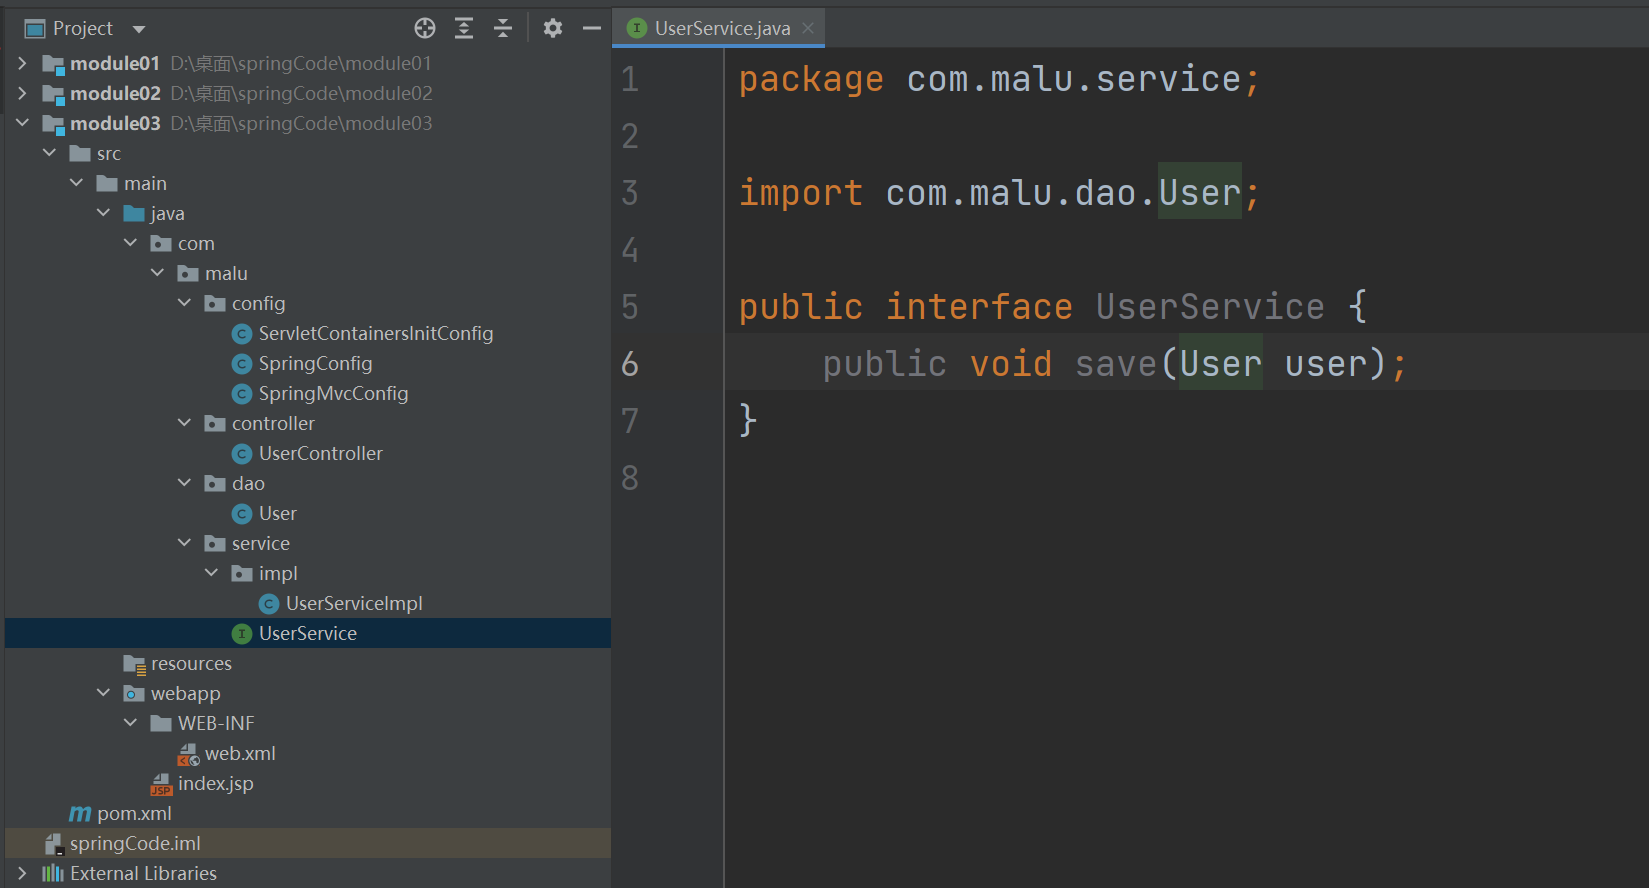 Project
module01 D:\桌面\springCode\module01
module02 D:\桌面\springCode\module02
module03 D:\桌面\springCode\module03
src
main
java
com
malu
config
ServletContainersInitConfig
SpringConfig
SpringMvcConfig
controller
UserController
dao
User
service
impl
UserServiceImpl
UserService
resources
webapp
WEB-INF
web.xml
index.jsp
pom.xml
springCode.iml
External Libraries
UserService.java
1 package com.malu.service;
2
3 import com.malu.dao.User;
4
5 public interface UserService {
6 public void save(User user);
7 }
8